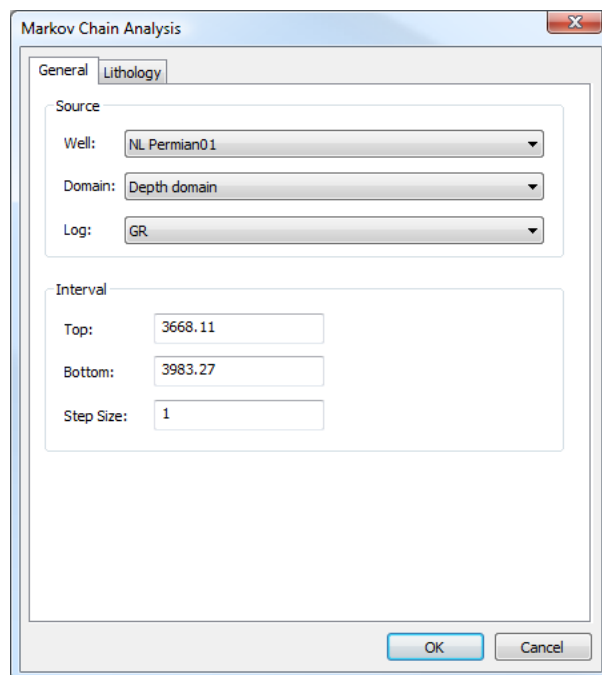 Markov Chain Analysis
General Lithology
Source
Well: NL Permian01
Domain: Depth domain
Log: GR
Interval
Top: 3668.11
Bottom: 3983.27
Step Size: 1
OK Cancel